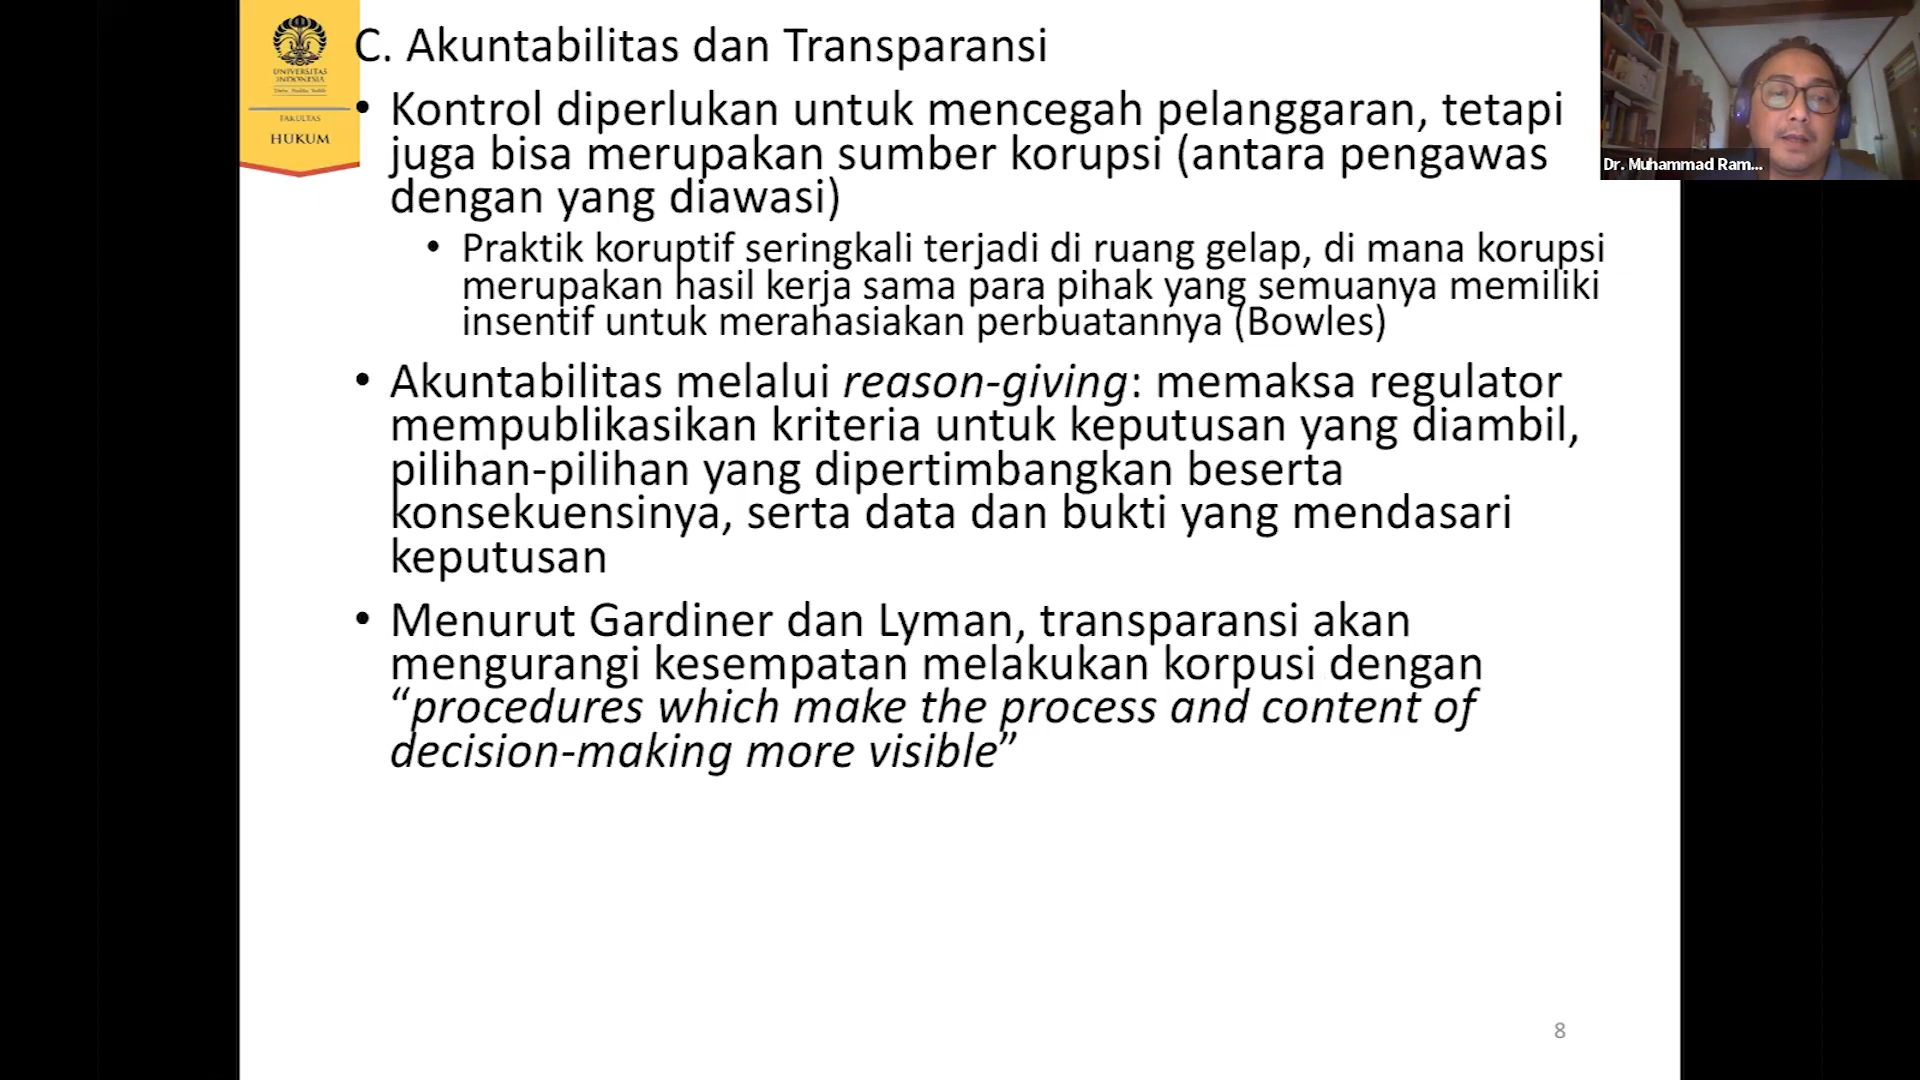 UNIVERSITAS
INDONESIA
FAKULTAS
HUKUM
C. Akuntabilitas dan Transparansi
• Kontrol diperlukan untuk mencegah pelanggaran, tetapi
juga bisa merupakan sumber korupsi (antara pengawas
dengan yang diawasi)
• Praktik koruptif seringkali terjadi di ruang gelap, di mana korupsi
merupakan hasil kerja sama para pihak yang semuanya memiliki
insentif untuk merahasiakan perbuatannya (Bowles)
• Akuntabilitas melalui reason-giving: memaksa regulator
mempublikasikan kriteria untuk keputusan yang diambil,
pilihan-pilihan yang dipertimbangkan beserta
konsekuensinya, serta data dan bukti yang mendasari
keputusan
• Menurut Gardiner dan Lyman, transparansi akan
mengurangi kesempatan melakukan korpusi dengan
“procedures which make the process and content of
decision-making more visible”
8
Dr. Muhammad Ram...